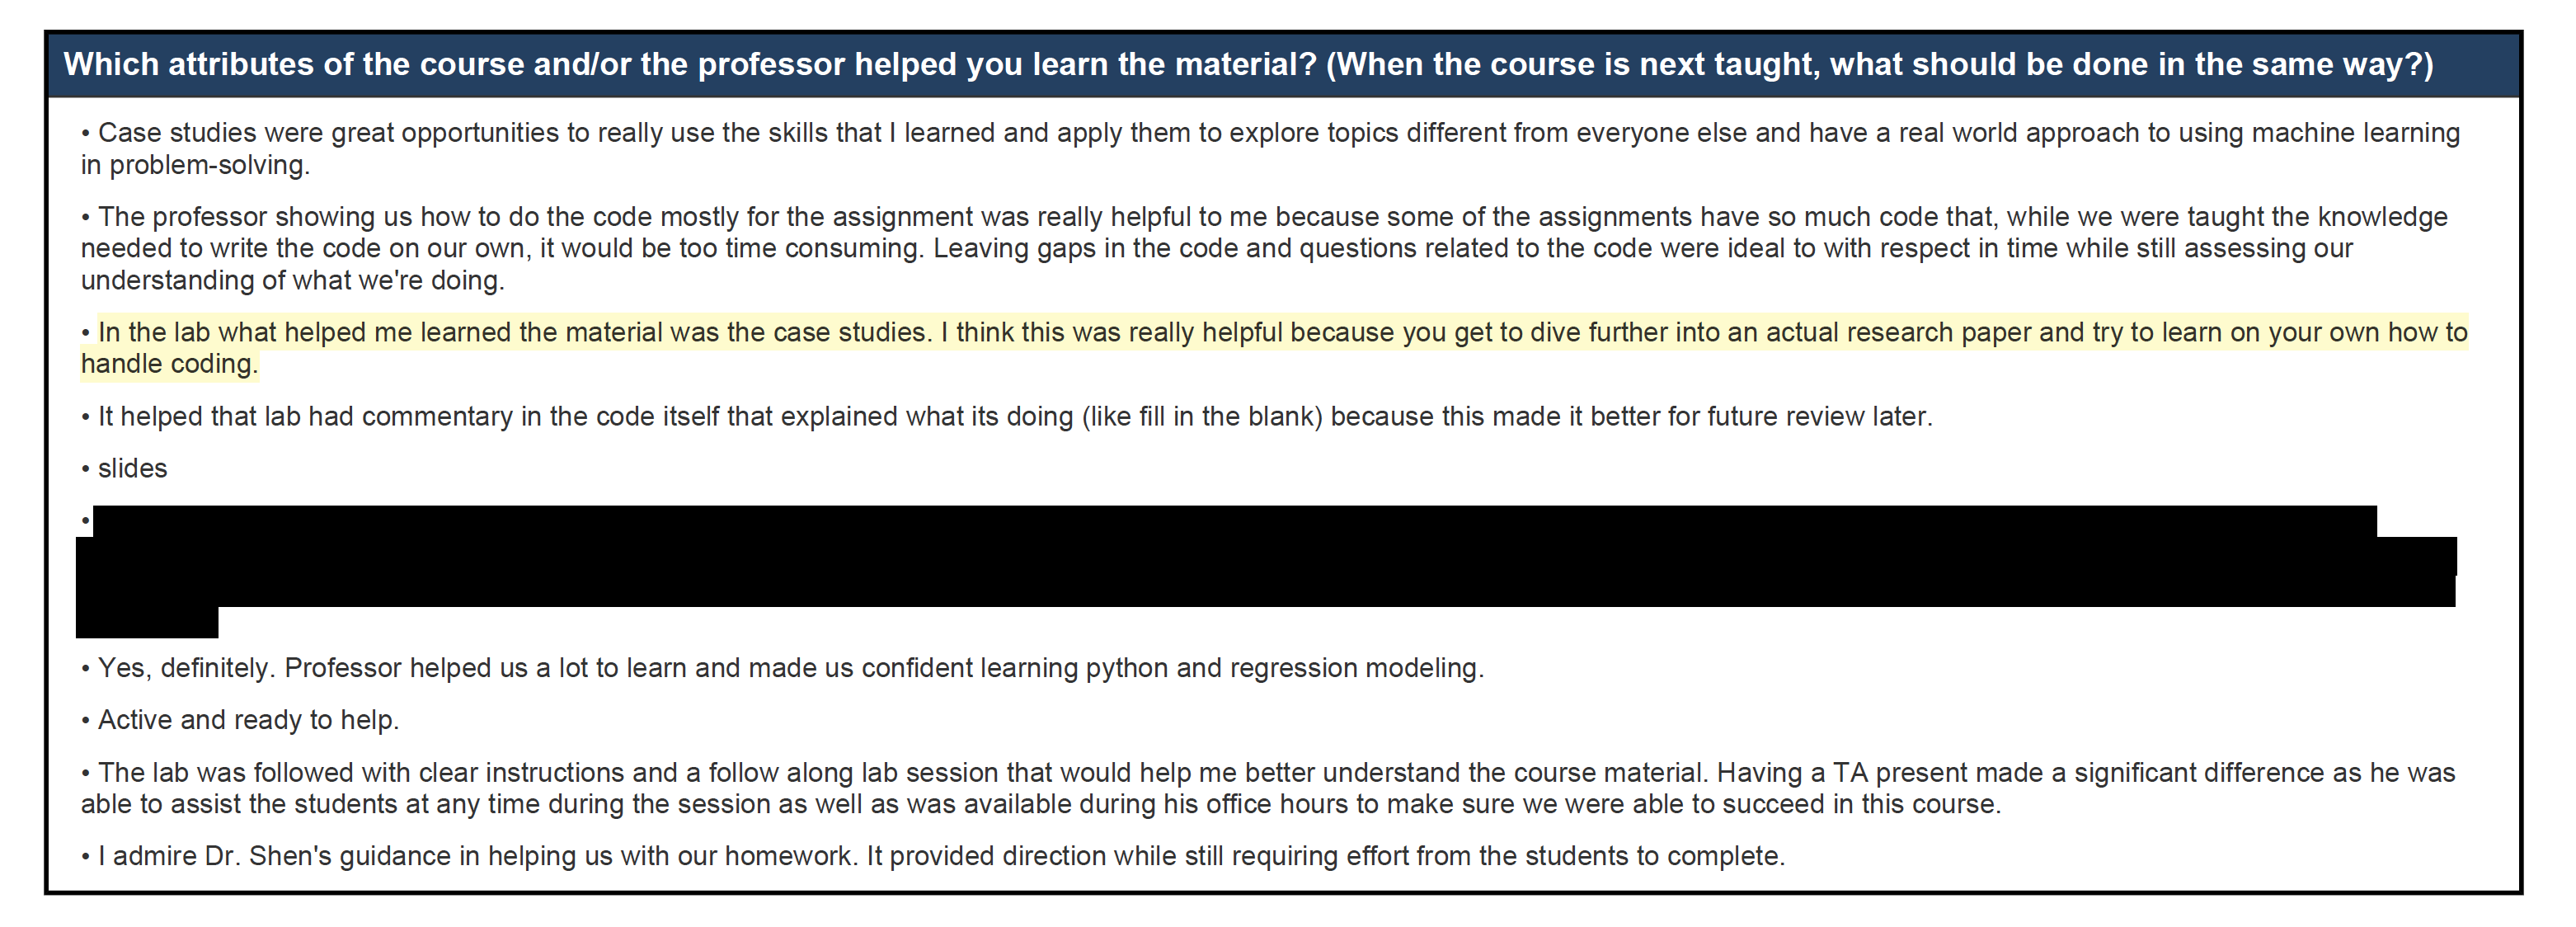 Which attributes of the course and/or the professor helped you learn the material? (When the course is next taught, what should be done in the same way?)
• Case studies were great opportunities to really use the skills that I learned and apply them to explore topics different from everyone else and have a real world approach to using machine learning
in problem-solving.
• The professor showing us how to do the code mostly for the assignment was really helpful to me because some of the assignments have so much code that, while we were taught the knowledge
needed to write the code on our own, it would be too time consuming. Leaving gaps in the code and questions related to the code were ideal to with respect in time while still assessing our
understanding of what we're doing.
• In the lab what helped me learned the material was the case studies. I think this was really helpful because you get to dive further into an actual research paper and try to learn on your own how to
handle coding.
• It helped that lab had commentary in the code itself that explained what its doing (like fill in the blank) because this made it better for future review later.
• slides
•
• Yes, definitely. Professor helped us a lot to learn and made us confident learning python and regression modeling.
• Active and ready to help.
• The lab was followed with clear instructions and a follow along lab session that would help me better understand the course material. Having a TA present made a significant difference as he was
able to assist the students at any time during the session as well as was available during his office hours to make sure we were able to succeed in this course.
• I admire Dr. Shen's guidance in helping us with our homework. It provided direction while still requiring effort from the students to complete.